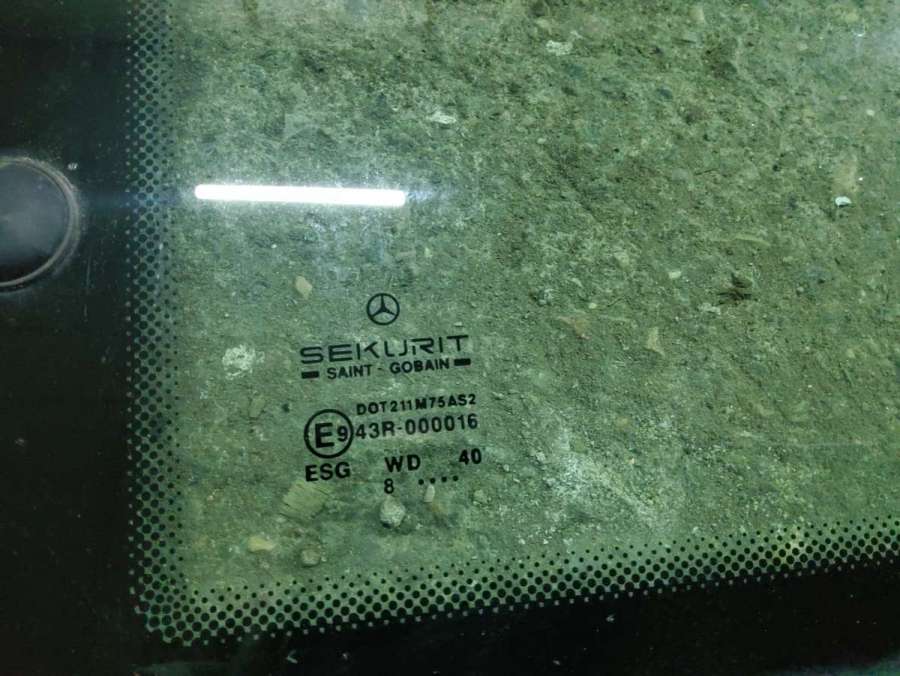 SEKURIT
SAINT - GOBAIN
DOT211M75AS2
E9 43R-000016
ESG WD 40
8 ....